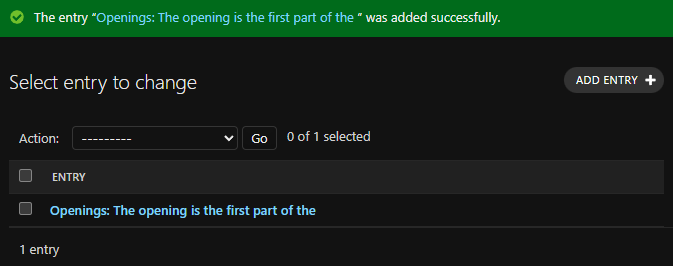 The entry “Openings: The opening is the first part of the ” was added successfully.
Select entry to change
ADD ENTRY +
Action: --------- Go 0 of 1 selected
ENTRY
Openings: The opening is the first part of the
1 entry